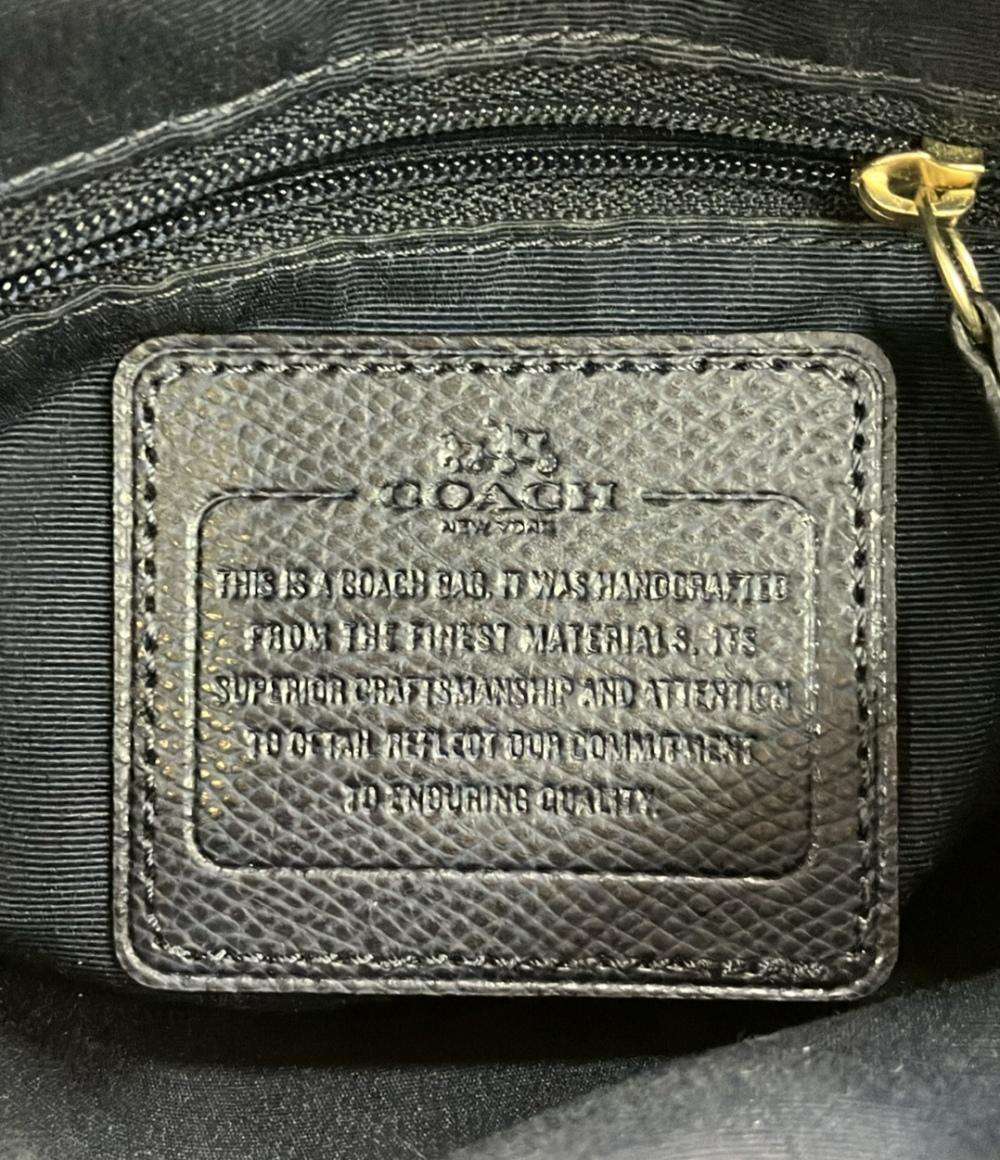 COACH
NEW YORK
THIS IS A COACH BAG. IT WAS HANDCRAFTED
FROM THE FINEST MATERIALS. ITS
SUPERIOR CRAFTSMANSHIP AND ATTENTION
TO DETAIL REFLECT OUR COMMITMENT
TO ENDURING QUALITY.